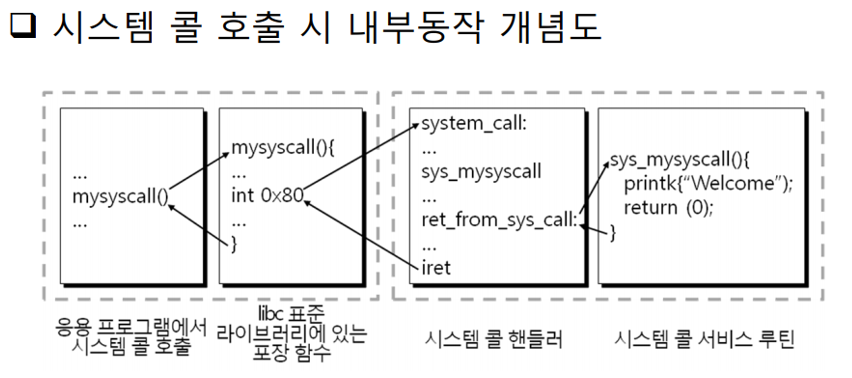 ❑ 시스템 콜 호출 시 내부동작 개념도
...
mysyscall()
...
mysyscall(){
...
int 0x80
...
}
system_call:
...
sys_mysyscall
...
ret_from_sys_call:
...
iret
sys_mysyscall(){
printk{“Welcome”);
return (0);
}
응용 프로그램에서
시스템 콜 호출
libc 표준
라이브러리에 있는
포장 함수
시스템 콜 핸들러
시스템 콜 서비스 루틴